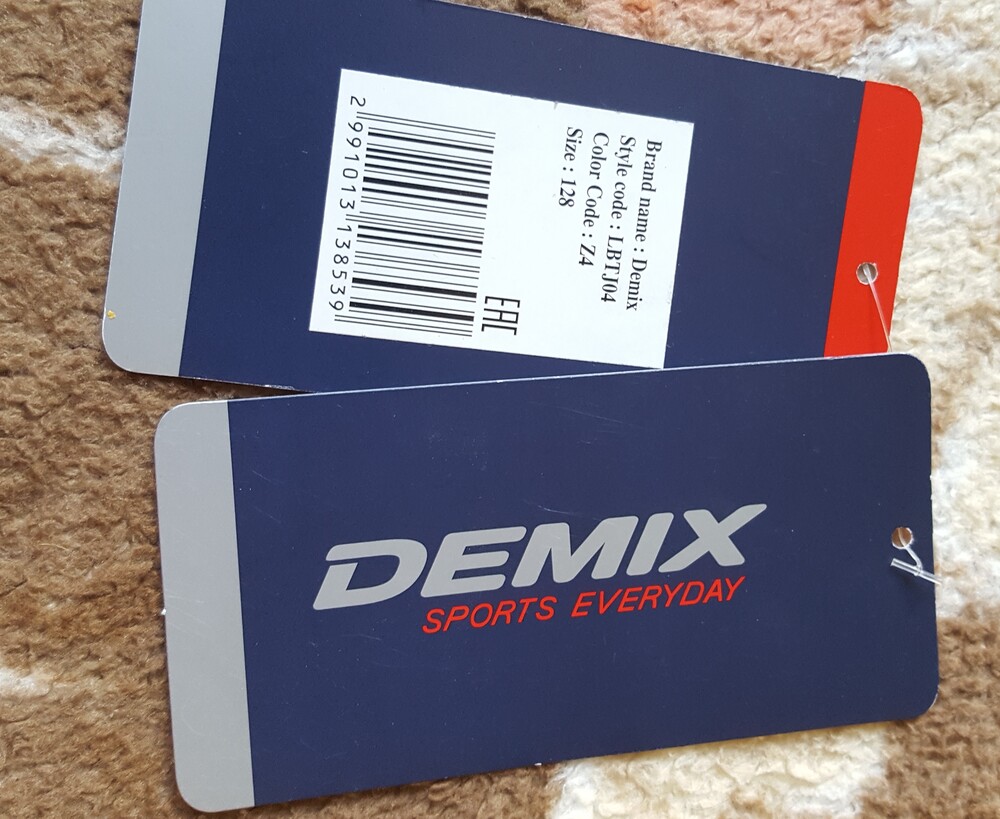 Brand name : Demix
Style code : LBTJ04
Color Code : Z4
Size : 128
EAC
2 991013 138539
DEMIX
SPORTS EVERYDAY